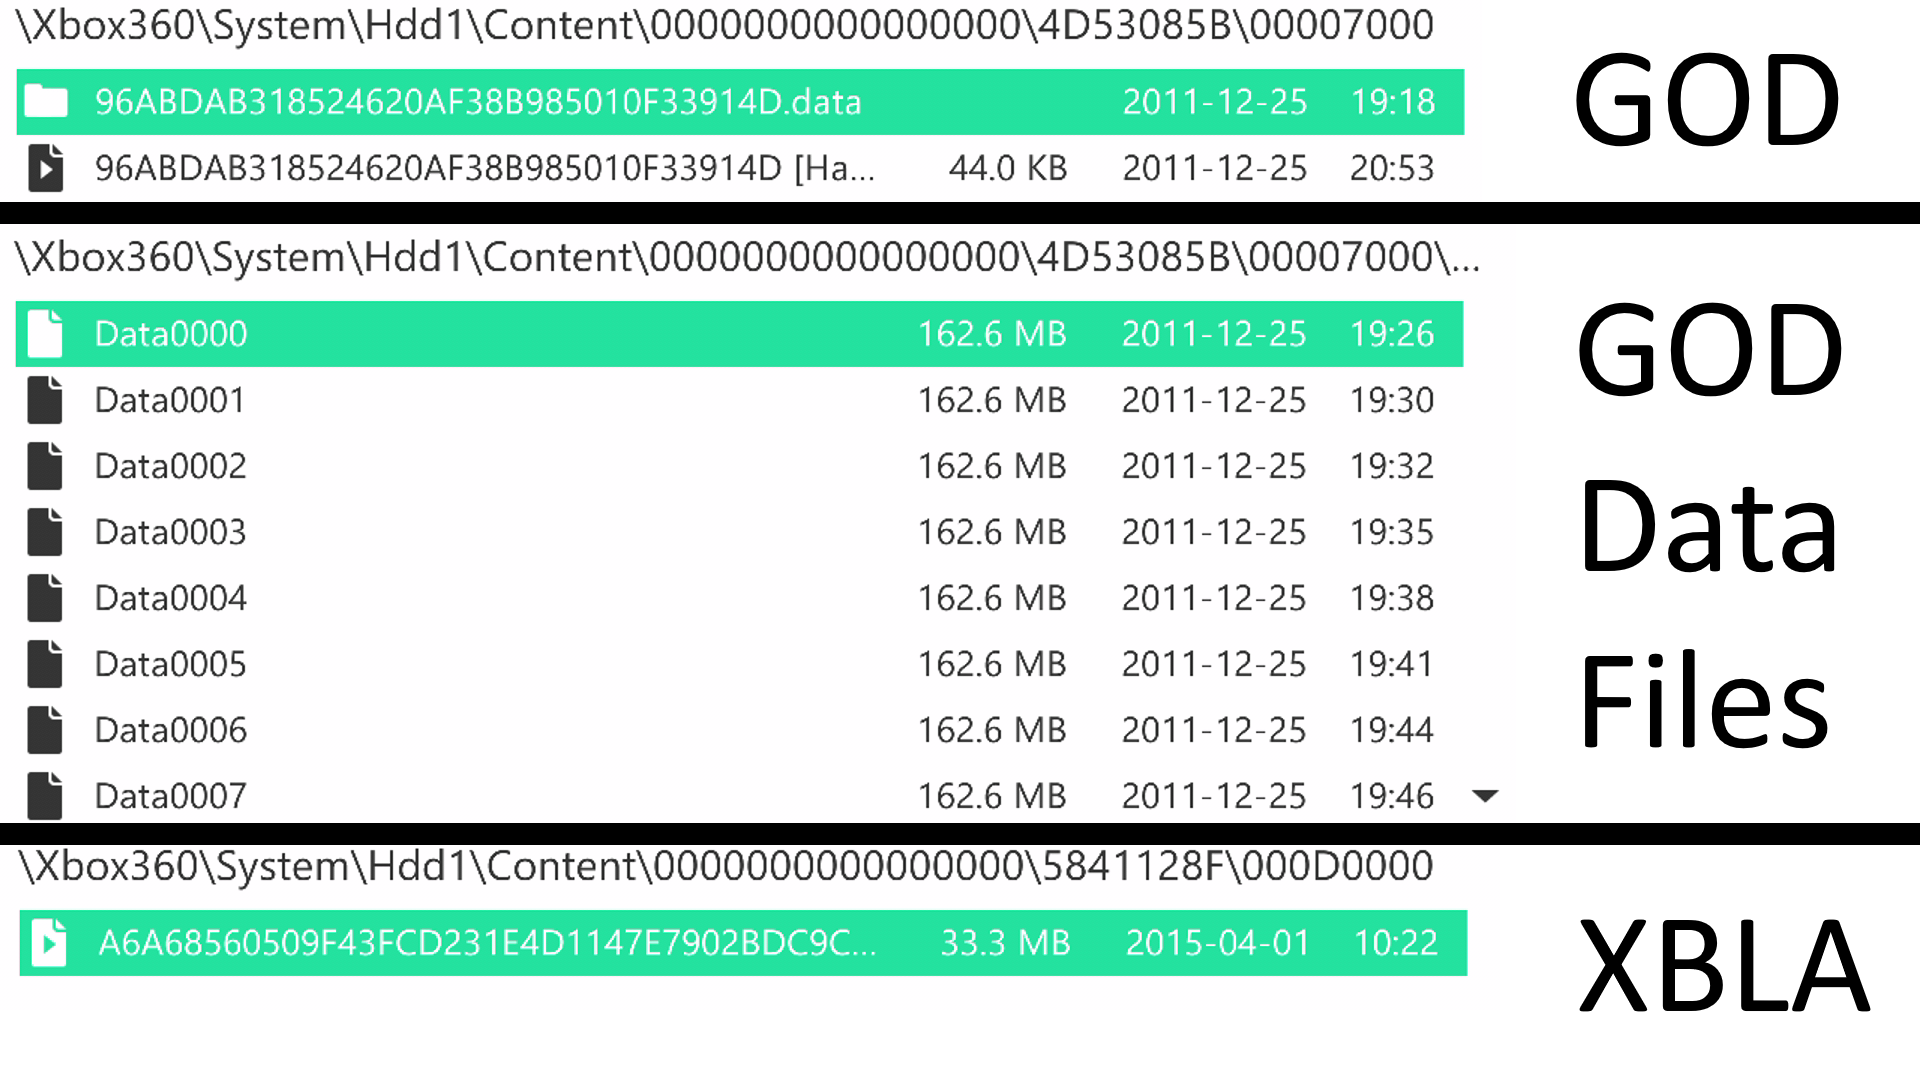 \Xbox360\System\Hdd1\Content\0000000000000000\4D53085B\00007000
96ABDAB318524620AF38B985010F33914D.data 2011-12-25 19:18
96ABDAB318524620AF38B985010F33914D [Ha... 44.0 KB 2011-12-25 20:53
GOD
\Xbox360\System\Hdd1\Content\0000000000000000\4D53085B\00007000\...
Data0000 162.6 MB 2011-12-25 19:26
Data0001 162.6 MB 2011-12-25 19:30
Data0002 162.6 MB 2011-12-25 19:32
Data0003 162.6 MB 2011-12-25 19:35
Data0004 162.6 MB 2011-12-25 19:38
Data0005 162.6 MB 2011-12-25 19:41
Data0006 162.6 MB 2011-12-25 19:44
Data0007 162.6 MB 2011-12-25 19:46
GOD
Data
Files
\Xbox360\System\Hdd1\Content\0000000000000000\5841128F\000D0000
A6A68560509F43FCD231E4D1147E7902BDC9C... 33.3 MB 2015-04-01 10:22
XBLA